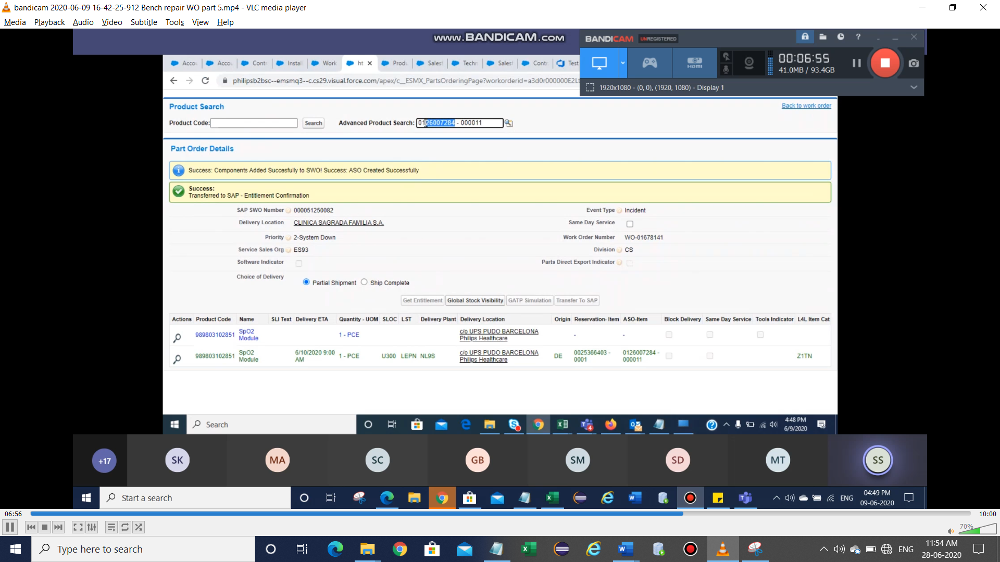 bandicam 2020-06-09 16-42-25-912 Bench repair WO part 5.mp4 - VLC media player
Media Playback Audio Video Subtitle Tools View Help
www.BANDICAM.com
BANDICAM UNREGISTERED
?
HDMI
00:06:55
41.0MB / 93.4GB
1920x1080 - (0, 0), (1920, 1080) - Display 1
Accou Accou Contr Install Work ht Produ Salesf Techn Salesf Contr Test
philipsb2bsc--emsmq3--c.cs29.visual.force.com/apex/c__ESMX_PartsOrderingPage?workorderid=a3d0r000000E2Lt
Product Search
Back to work order
Product Code: Search Advanced Product Search: 0126007284 - 000011
Part Order Details
Success: Components Added Succesfully to SWO! Success: ASO Created Successfully
Success:
Transferred to SAP - Entitlement Confirmation
SAP SWO Number 000051250082 Event Type Incident
Delivery Location CLINICA SAGRADA FAMILIA S.A. Same Day Service
Priority 2-System Down Work Order Number WO-01678141
Service Sales Org ES93 Division CS
Software Indicator Parts Direct Export Indicator
Choice of Delivery Partial Shipment Ship Complete
Get Entitlement Global Stock Visibility GATP Simulation Transfer To SAP
Actions Product Code Name SLI Text Delivery ETA Quantity - UOM SLOC LST Delivery Plant Delivery Location Origin Reservation- Item ASO-Item Block Delivery Same Day Service Tools Indicator L4L Item Cat
989803102851 SpO2 Module 1 - PCE c/o UPS PUDO BARCELONA Philips Healthcare - -
989803102851 SpO2 Module 6/10/2020 9:00 AM 1 - PCE U300 LEPN NL9S c/o UPS PUDO BARCELONA Philips Healthcare DE 0025366403 - 0001 0126007284 - 000011 Z1TN
Search
4:48 PM
6/9/2020
+17 SK MA SC GB SM SD MT SS
Start a search
ENG
04:49 PM
09-06-2020
06:56
10:00
70%
Type here to search
ENG
11:54 AM
28-06-2020